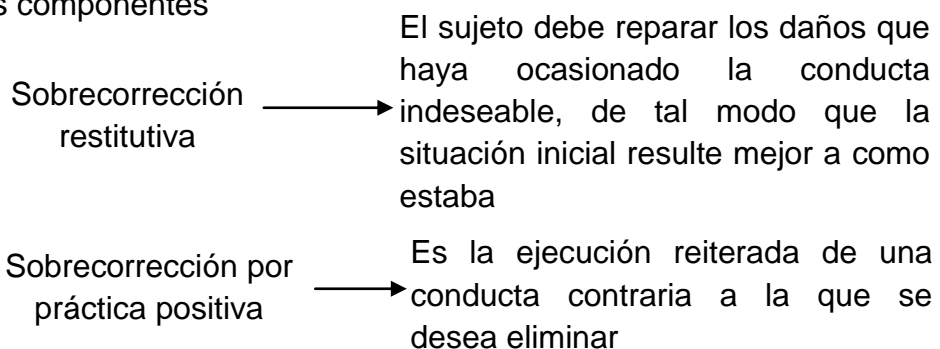 s componentes
El sujeto debe reparar los daños que
haya ocasionado la conducta
indeseable, de tal modo que la
situación inicial resulte mejor a como
estaba
Sobrecorrección
restitutiva
Es la ejecución reiterada de una
conducta contraria a la que se
desea eliminar
Sobrecorrección por
práctica positiva